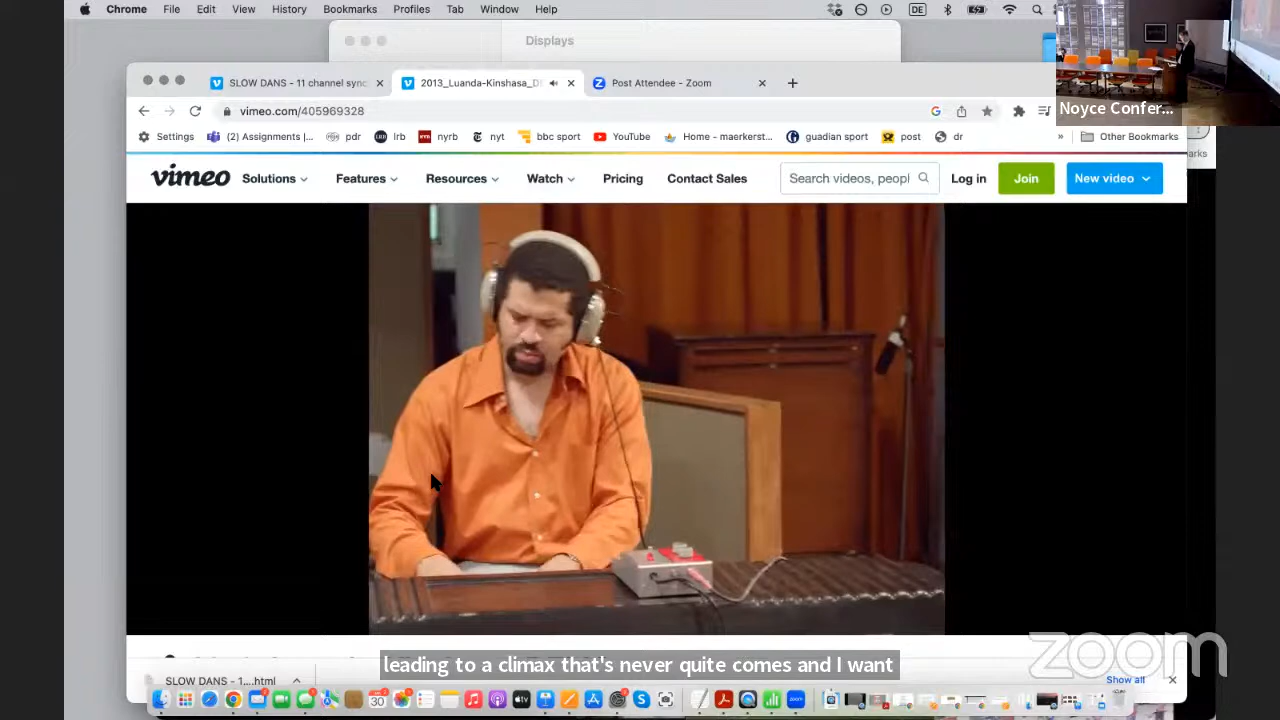 Chrome File Edit View History Bookmarks Profiles Tab Window Help DE
Displays
SLOW DANS - 11 channel sync
2013_Luanda-Kinshasa_D
Post Attendee - Zoom
Noyce Confer...
vimeo.com/405969328
Settings (2) Assignments |... pdr lrb nyrb nyt bbc sport YouTube Home - maerkerst... guadian sport post dr » Other Bookmarks
arks
vimeo Solutions Features Resources Watch Pricing Contact Sales Search videos, peopl Log in Join New video
leading to a climax that's never quite comes and I want
zoom
SLOW DANS - 1....html
Show all
30